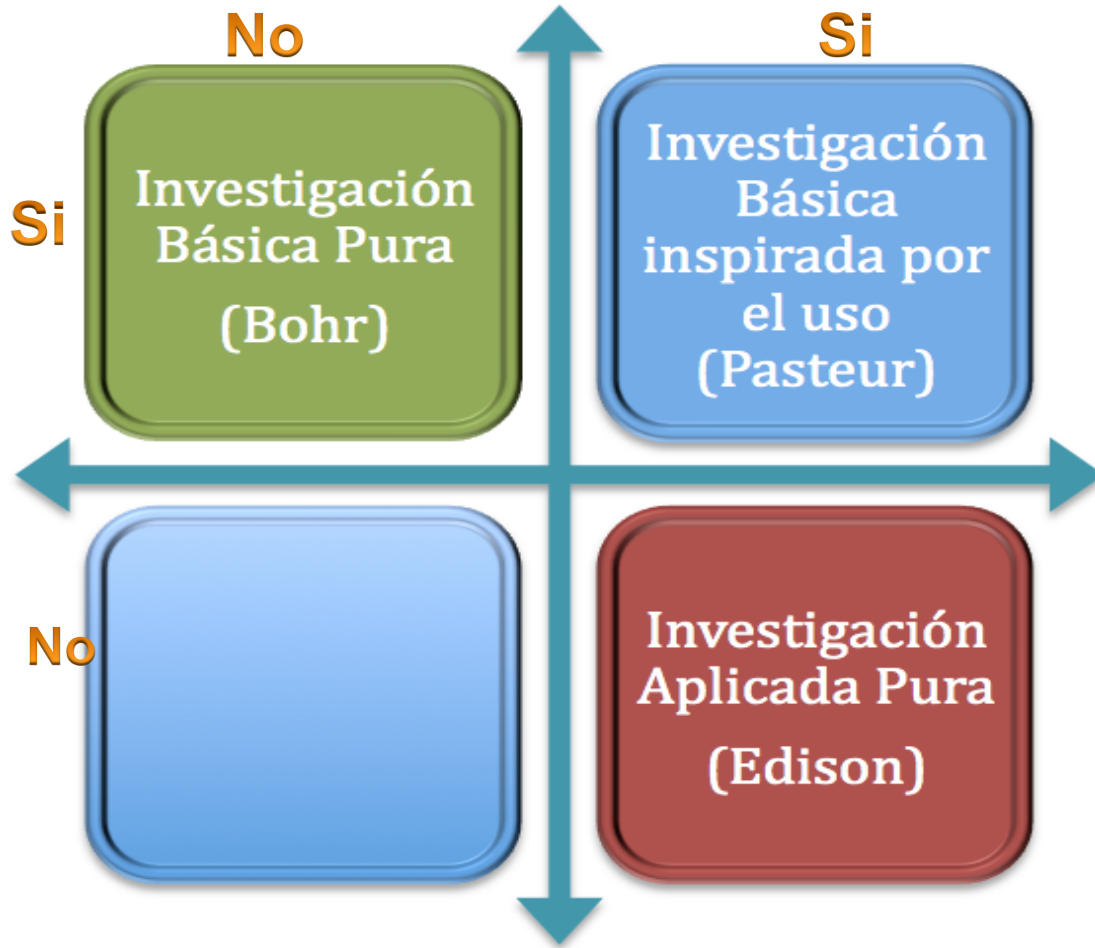 No
Si
Si
Investigación
Básica Pura
(Bohr)
Investigación
Básica
inspirada por
el uso
(Pasteur)
No
Investigación
Aplicada Pura
(Edison)